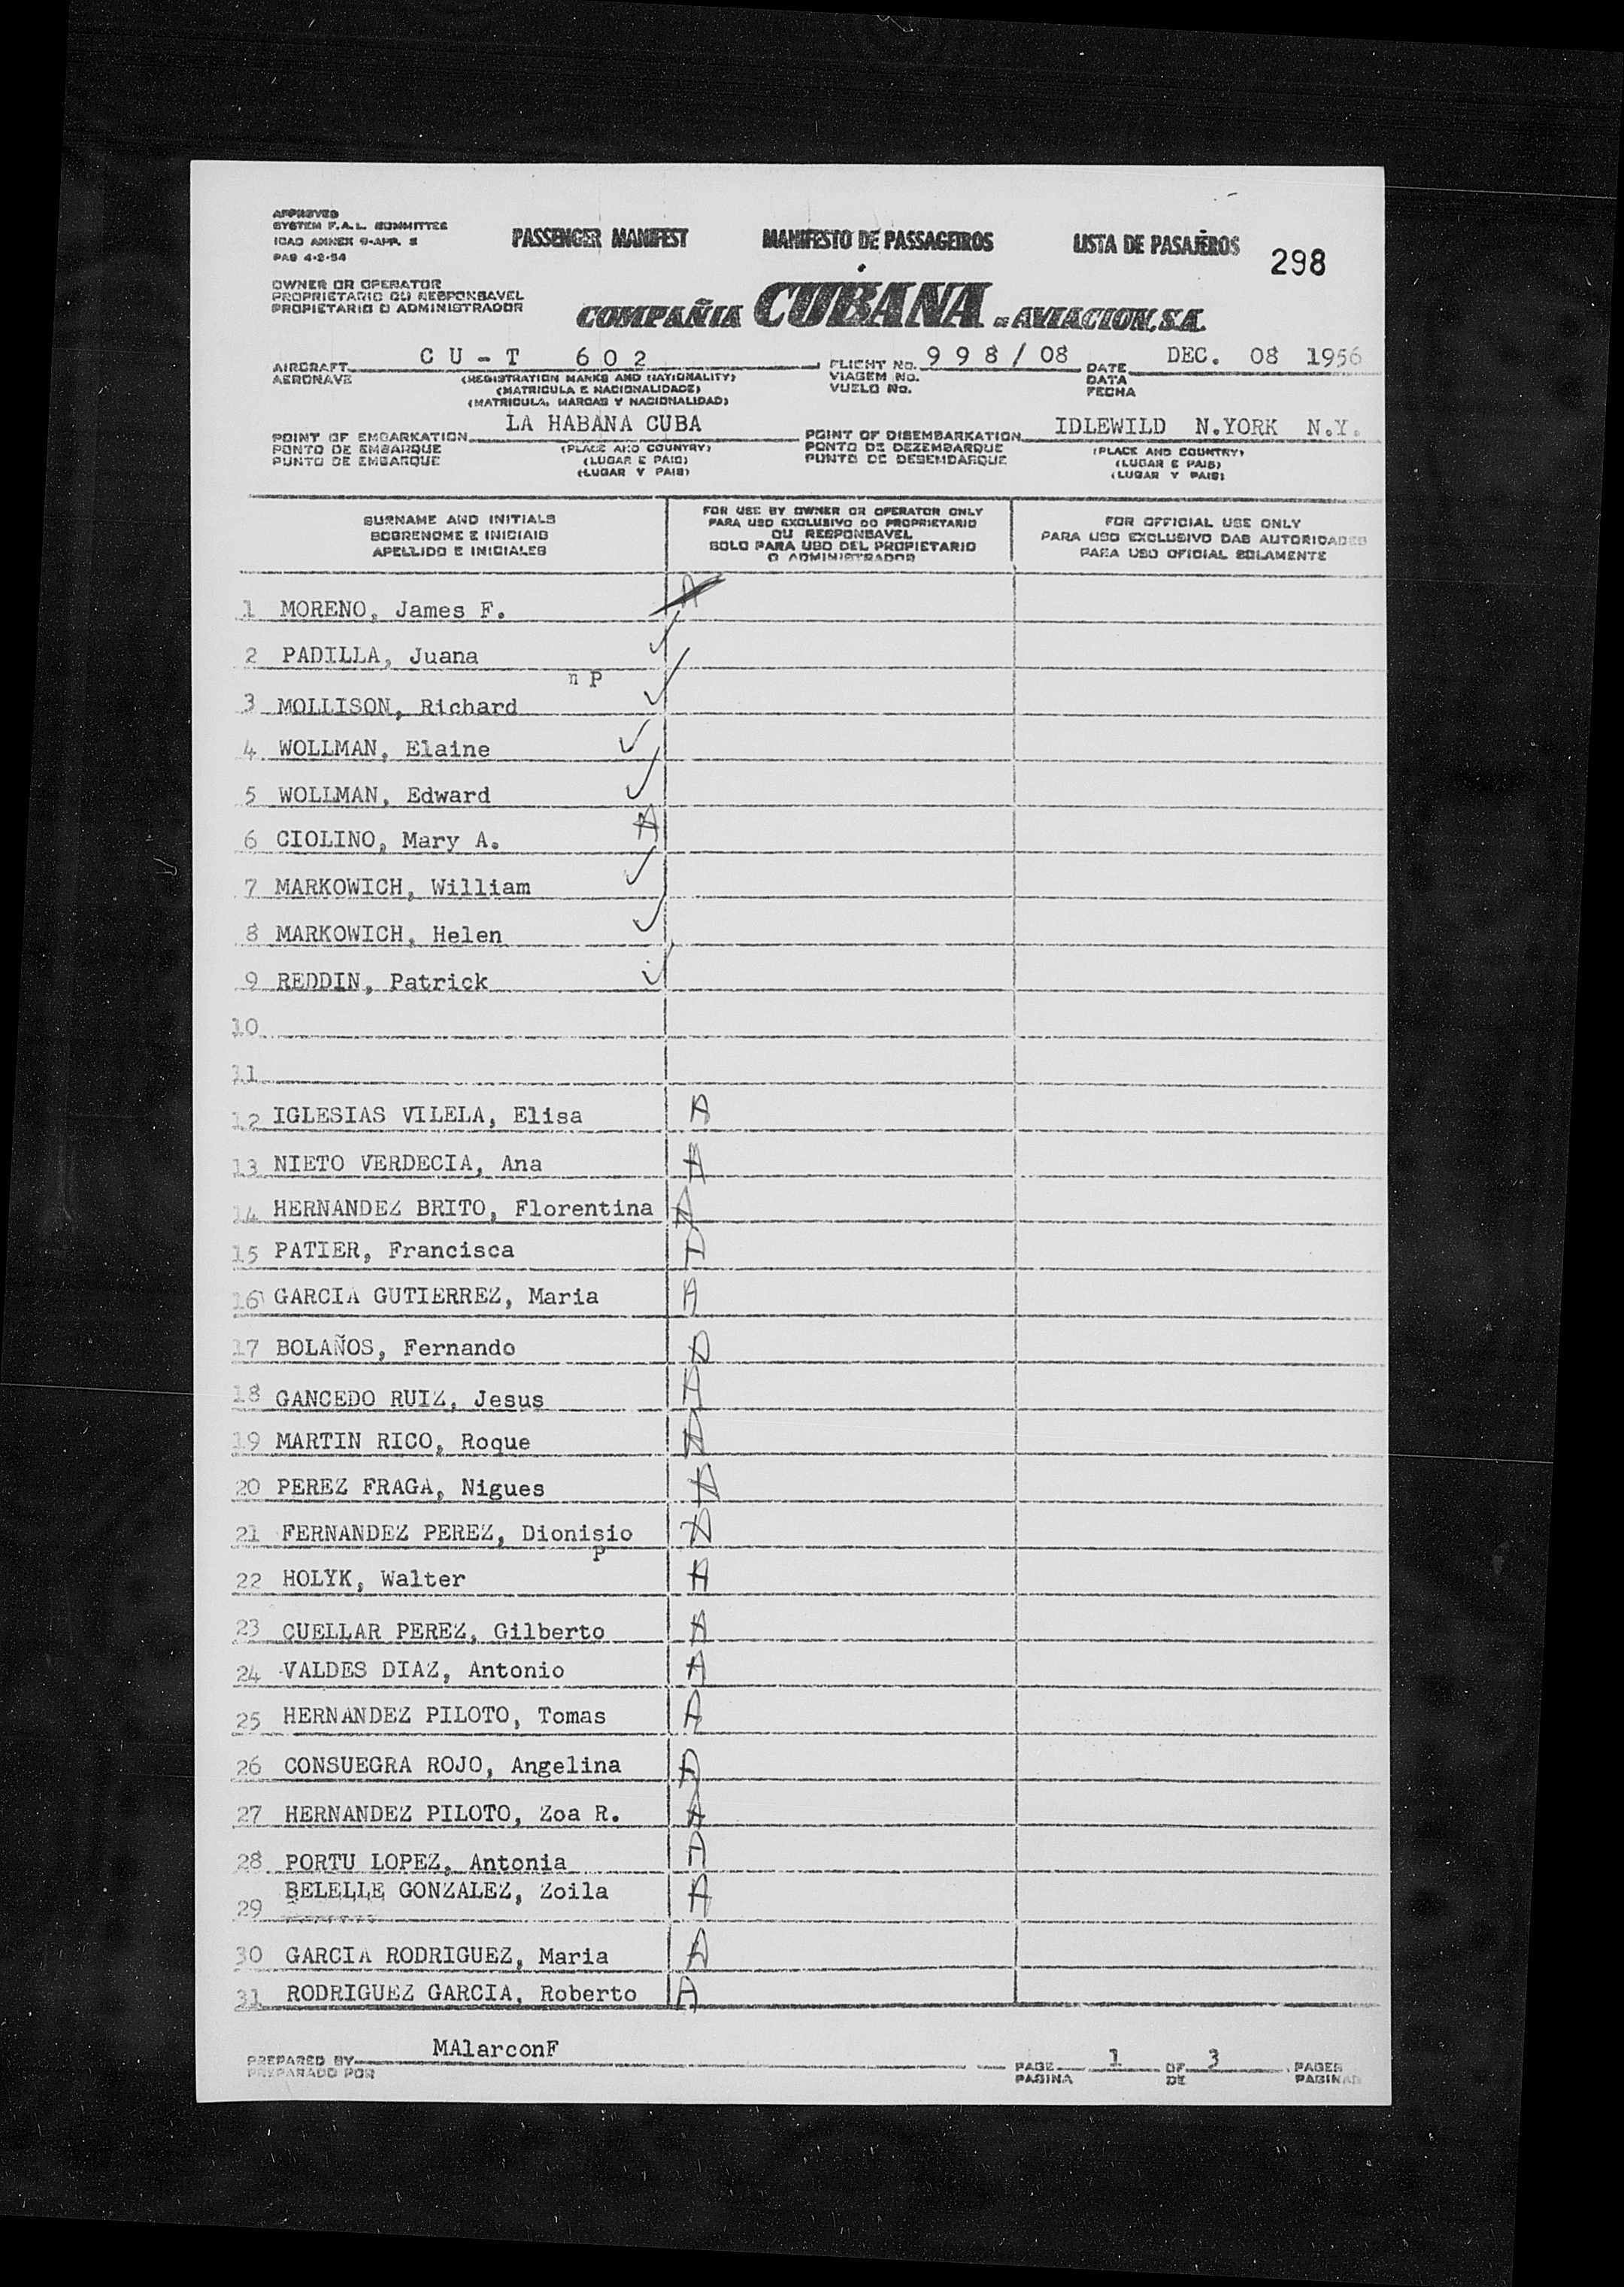 APPROVED
SYSTEM F.A.L. COMMITTEE
ICAO ANNEX 9-APP. 2
PAB 4-2-54
PASSENGER MANIFEST
MANIFESTO DE PASSAGEIROS
LISTA DE PASAJEROS
298
OWNER OR OPERATOR
PROPRIETARIO OU RESPONSAVEL
PROPIETARIO O ADMINISTRADOR
COMPAÑIA CUBANA DE AVIACION, S.A.
AIRCRAFT CU-T 602
AERONAVE
(REGISTRATION MARKS AND NATIONALITY)
(MATRICULA E NACIONALIDADE)
(MATRICULA, MARCAS Y NACIONALIDAD)
FLIGHT No. 998/08
VIAGEM No.
VUELO No.
DATE DEC. 08 1956
DATA
FECHA
POINT OF EMBARKATION LA HABANA CUBA
PONTO DE EMBARQUE
PUNTO DE EMBARQUE
(PLACE AND COUNTRY)
(LUGAR E PAIS)
(LUGAR Y PAIS)
POINT OF DISEMBARKATION IDLEWILD N.YORK N.Y.
PONTO DE DEZEMBARQUE
PUNTO DE DESEMBARQUE
(PLACE AND COUNTRY)
(LUGAR E PAIS)
(LUGAR Y PAIS)
SURNAME AND INITIALS
SOBRENOME E INICIAIS
APELLIDO E INICIALES
FOR USE BY OWNER OR OPERATOR ONLY
PARA USO EXCLUSIVO DO PROPRIETARIO
OU RESPONSAVEL
SOLO PARA USO DEL PROPIETARIO
O ADMINISTRADOR
FOR OFFICIAL USE ONLY
PARA USO EXCLUSIVO DAS AUTORIDADES
PARA USO OFICIAL SOLAMENTE
1 MORENO, James F. A
2 PADILLA, Juana ✓
n P
3 MOLLISON, Richard ✓
4 WOLLMAN, Elaine ✓
5 WOLLMAN, Edward ✓
6 CIOLINO, Mary A. A
7 MARKOWICH, William ✓
8 MARKOWICH, Helen ✓
9 REDDIN, Patrick ✓
10
11
12 IGLESIAS VILELA, Elisa A
13 NIETO VERDECIA, Ana A
14 HERNANDEZ BRITO, Florentina A
15 PATIER, Francisca A
16 GARCIA GUTIERREZ, Maria A
17 BOLAÑOS, Fernando A
18 GANCEDO RUIZ, Jesus A
19 MARTIN RICO, Roque A
20 PEREZ FRAGA, Nigues A
21 FERNANDEZ PEREZ, Dionisio A
P
22 HOLYK, Walter A
23 CUELLAR PEREZ, Gilberto A
24 VALDES DIAZ, Antonio A
25 HERNANDEZ PILOTO, Tomas A
26 CONSUEGRA ROJO, Angelina A
27 HERNANDEZ PILOTO, Zoa R. A
28 PORTU LOPEZ, Antonia A
29 BELELLE GONZALEZ, Zoila A
30 GARCIA RODRIGUEZ, Maria A
31 RODRIGUEZ GARCIA, Roberto A
PREPARED BY MAlarconF
PREPARADO POR
PAGE 1 OF 3 PAGES
PAGINA DE PAGINAS